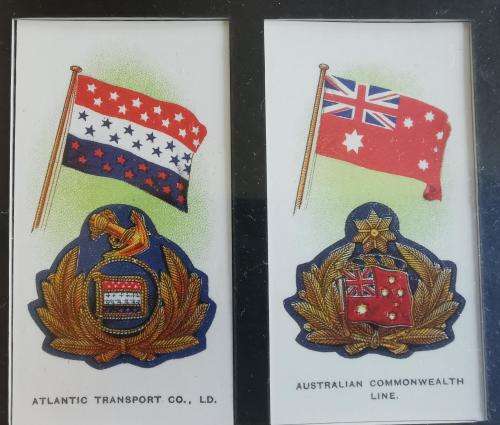 ATLANTIC TRANSPORT CO., LD.
AUSTRALIAN COMMONWEALTH
LINE.